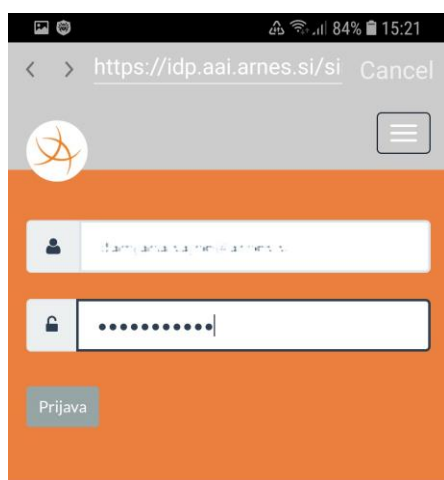 84% 15:21
https://idp.aai.arnes.si/si Cancel
•••••••••••
Prijava